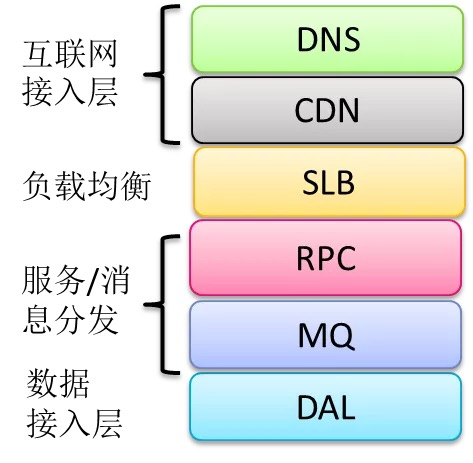 互联网
接入层
DNS
CDN
负载均衡
SLB
服务/消
息分发
RPC
MQ
数据
接入层
DAL